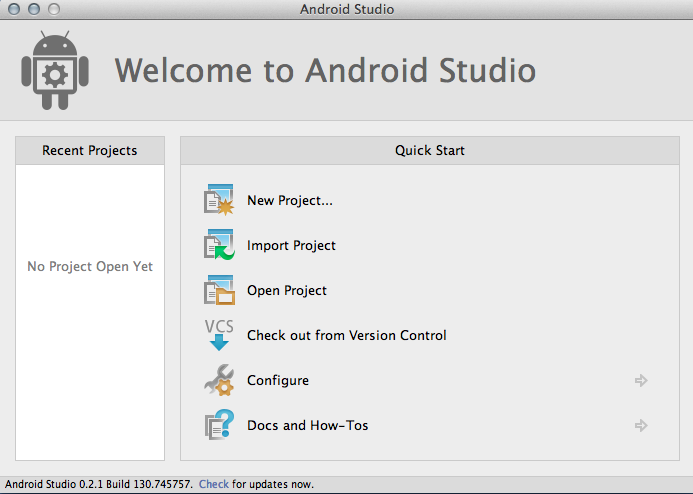 Android Studio
Welcome to Android Studio
Recent Projects
No Project Open Yet
Quick Start
New Project...
Import Project
Open Project
VCS
Check out from Version Control
Configure
Docs and How-Tos
Android Studio 0.2.1 Build 130.745757. Check for updates now.